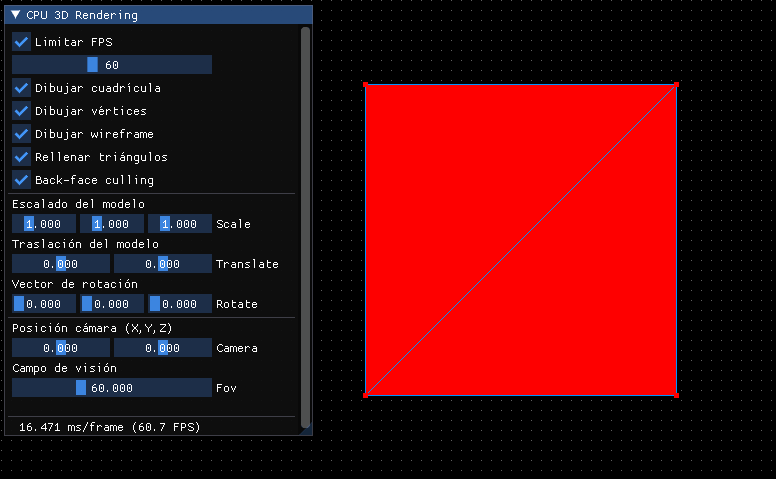 CPU 3D Rendering
Limitar FPS
60
Dibujar cuadrícula
Dibujar vértices
Dibujar wireframe
Rellenar triángulos
Back-face culling
Escalado del modelo
1.000 1.000 1.000 Scale
Traslación del modelo
0.000 0.000 Translate
Vector de rotación
0.000 0.000 0.000 Rotate
Posición cámara (X,Y,Z)
0.000 0.000 Camera
Campo de visión
60.000 Fov
16.471 ms/frame (60.7 FPS)